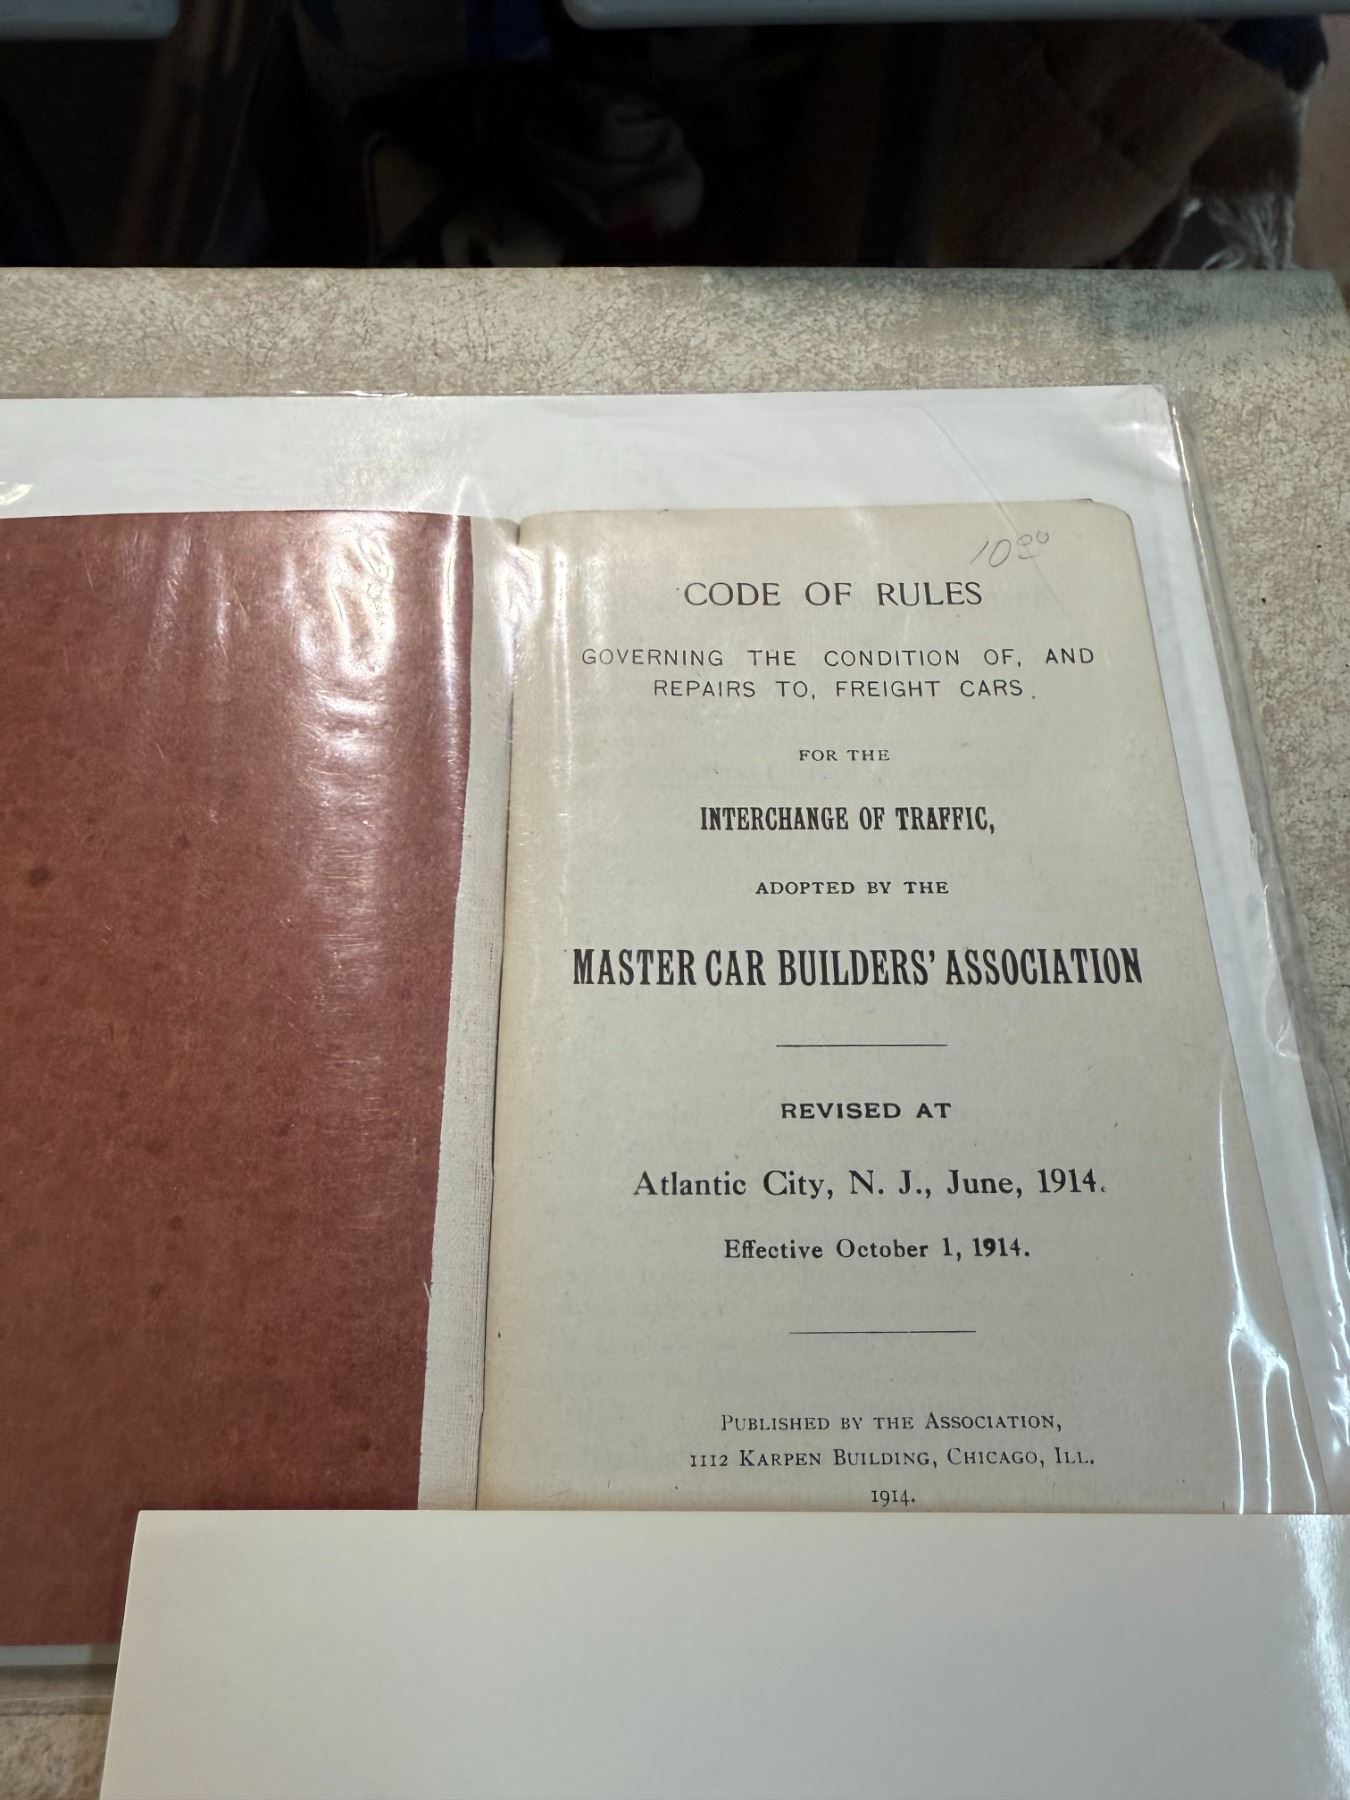 10.00
CODE OF RULES
GOVERNING THE CONDITION OF, AND
REPAIRS TO, FREIGHT CARS,
FOR THE
INTERCHANGE OF TRAFFIC,
ADOPTED BY THE
MASTER CAR BUILDERS' ASSOCIATION
REVISED AT
Atlantic City, N. J., June, 1914.
Effective October 1, 1914.
PUBLISHED BY THE ASSOCIATION,
1112 KARPEN BUILDING, CHICAGO, ILL.
1914.